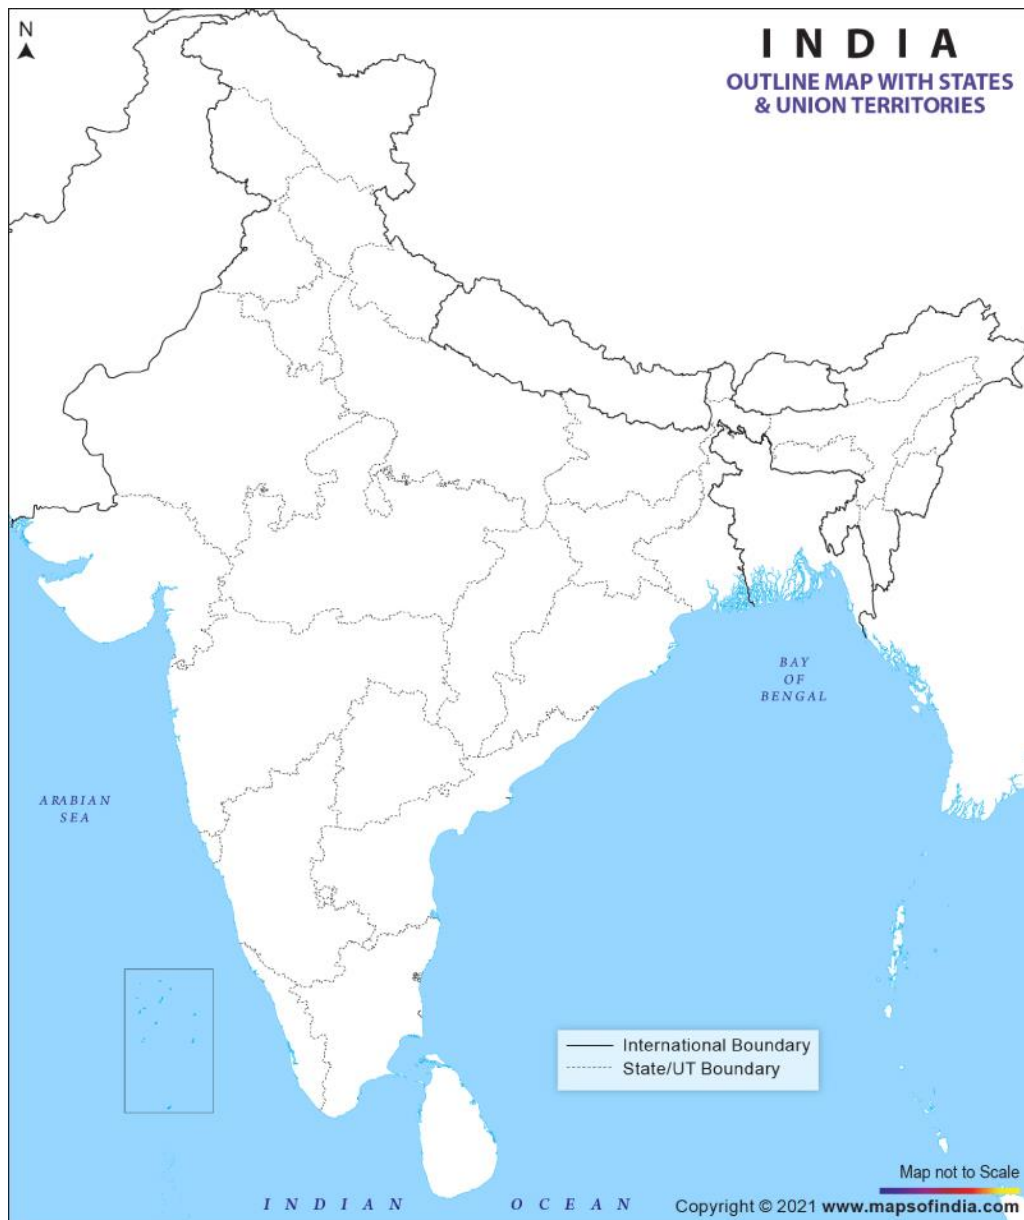 N
INDIA
OUTLINE MAP WITH STATES
& UNION TERRITORIES
BAY
OF
BENGAL
ARABIAN
SEA
International Boundary
State/UT Boundary
Map not to Scale
INDIAN OCEAN
Copyright © 2021 www.mapsofindia.com